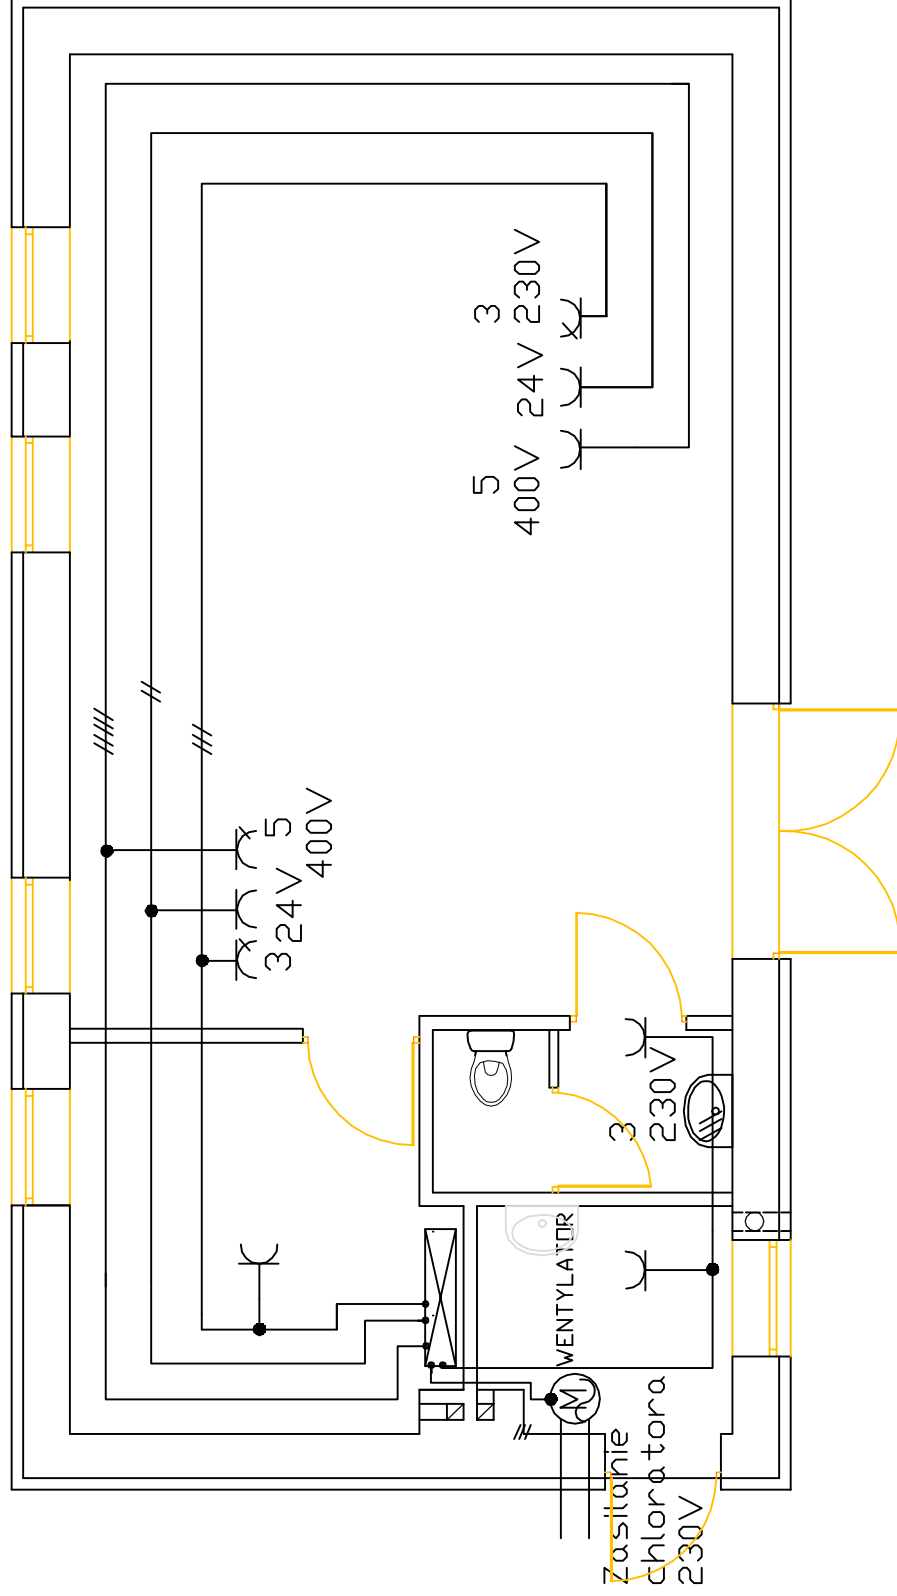 3
230V
24V
5
400V
5
400V
24V
3
3
230V
WENTYLATOR
M
Zasilanie
chloratora
230V